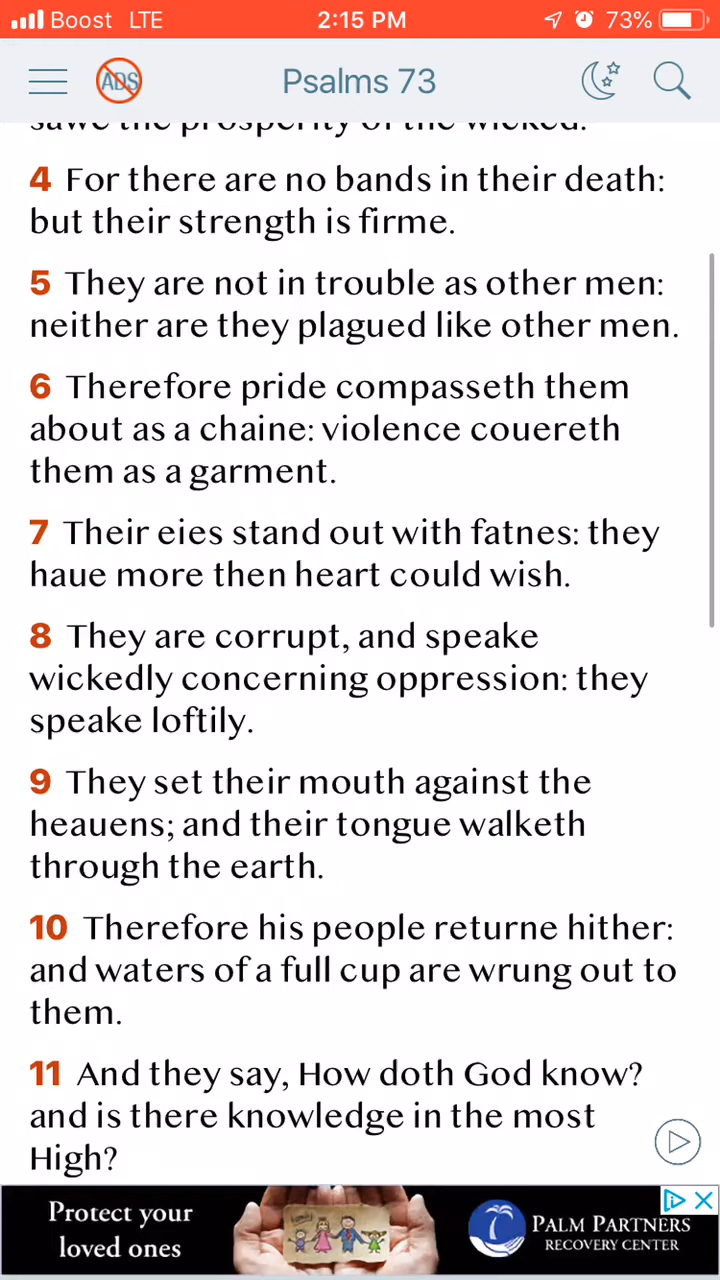 Boost LTE 2:15 PM 73%
ADS Psalms 73
sawe the prosperity of the wicked.
4 For there are no bands in their death:
but their strength is firme.
5 They are not in trouble as other men:
neither are they plagued like other men.
6 Therefore pride compasseth them
about as a chaine: violence couereth
them as a garment.
7 Their eies stand out with fatnes: they
haue more then heart could wish.
8 They are corrupt, and speake
wickedly concerning oppression: they
speake loftily.
9 They set their mouth against the
heauens; and their tongue walketh
through the earth.
10 Therefore his people returne hither:
and waters of a full cup are wrung out to
them.
11 And they say, How doth God know?
and is there knowledge in the most
High?
Protect your
loved ones
PALM PARTNERS
RECOVERY CENTER